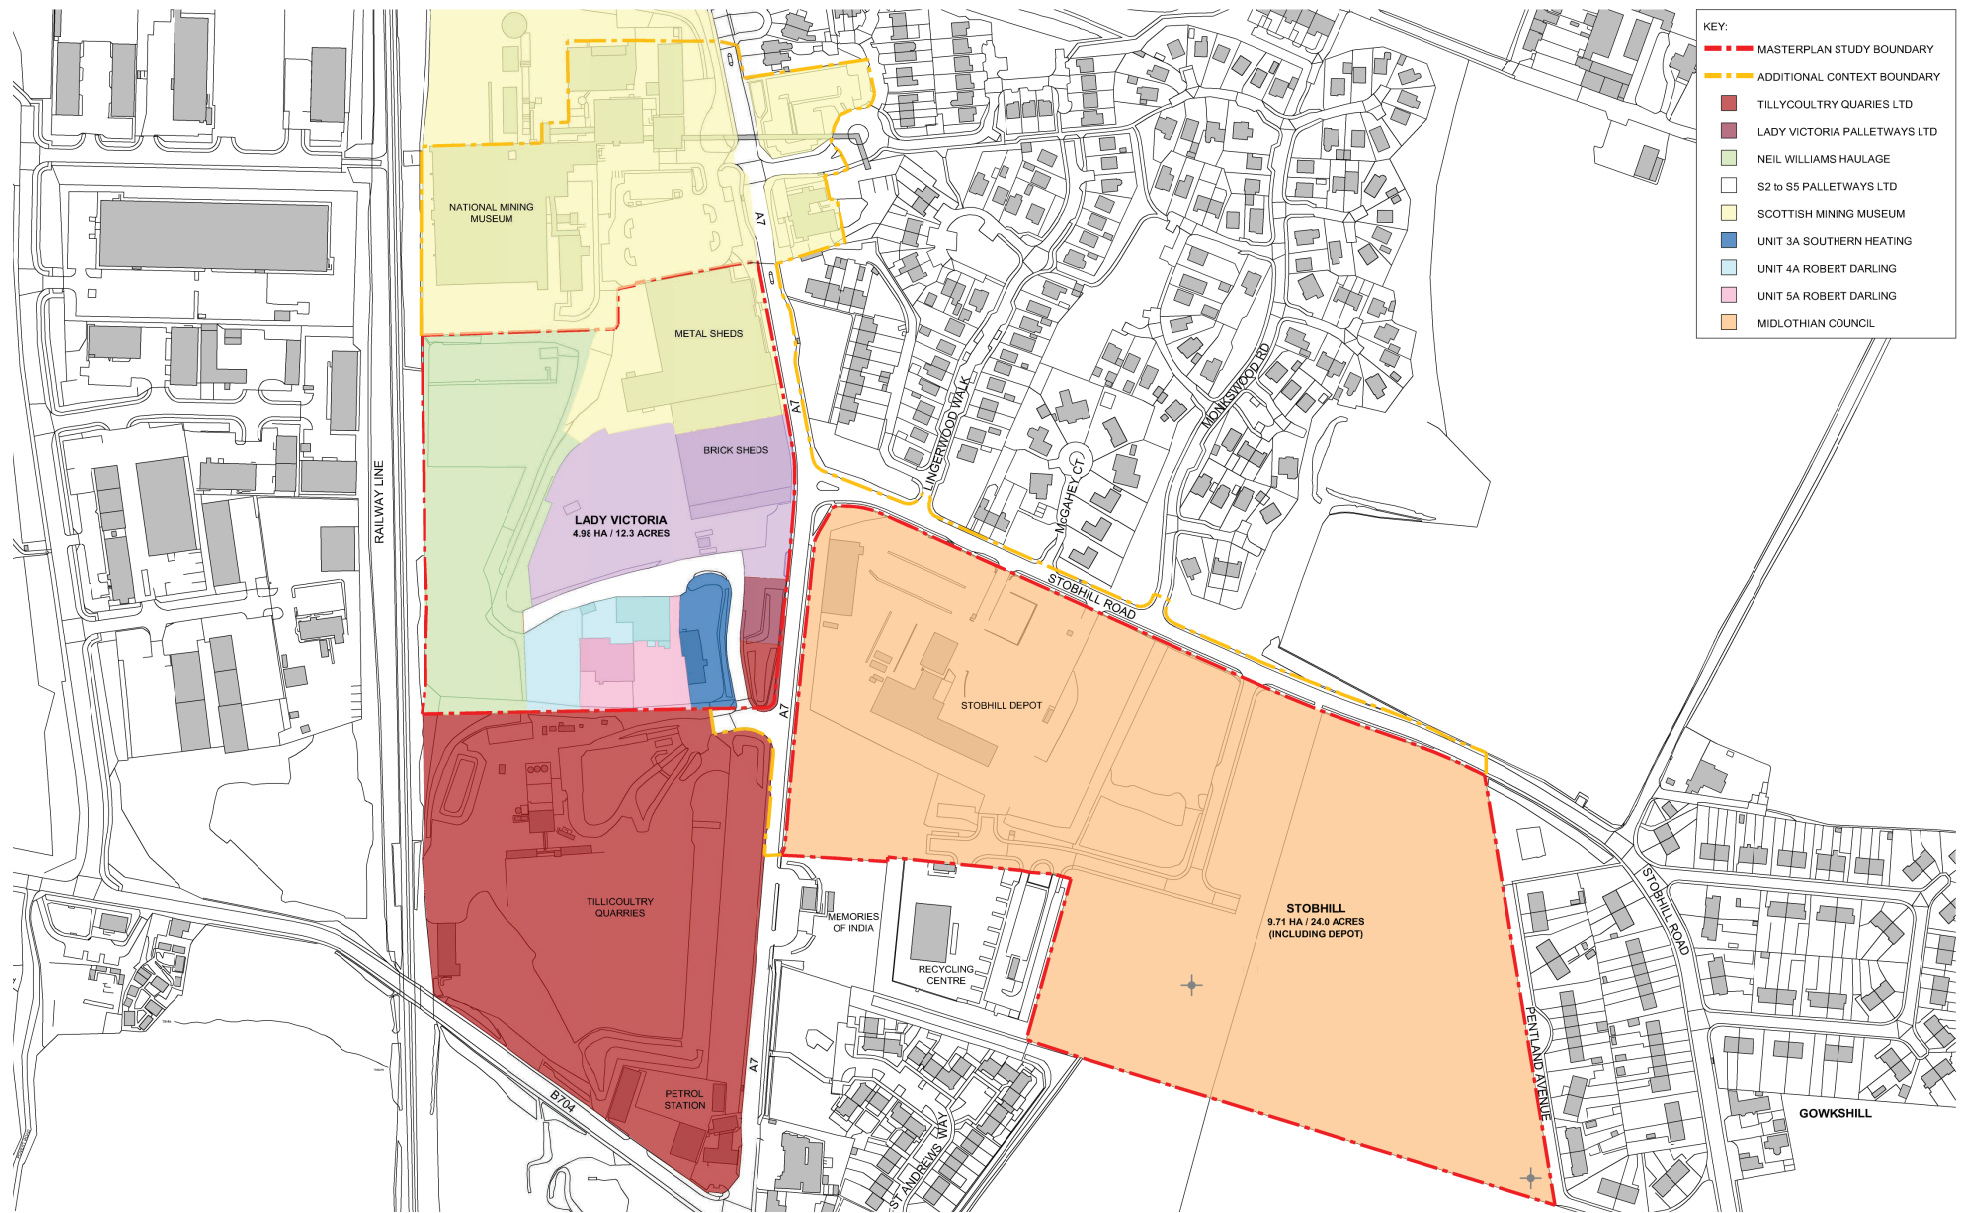 KEY:
MASTERPLAN STUDY BOUNDARY
ADDITIONAL CONTEXT BOUNDARY
TILLYCOULTRY QUARIES LTD
LADY VICTORIA PALLETWAYS LTD
NEIL WILLIAMS HAULAGE
S2 to S5 PALLETWAYS LTD
SCOTTISH MINING MUSEUM
UNIT 3A SOUTHERN HEATING
UNIT 4A ROBERT DARLING
UNIT 5A ROBERT DARLING
MIDLOTHIAN COUNCIL
NATIONAL MINING
MUSEUM
A7
METAL SHEDS
A7
BRICK SHEDS
RAILWAY LINE
LADY VICTORIA
4.98 HA / 12.3 ACRES
LINGERWOOD WALK
MONKSWOOD RD
McGAHEY CT
STOBHILL ROAD
STOBHILL DEPOT
A7
TILLICOULTRY
QUARRIES
MEMORIES
OF INDIA
RECYCLING
CENTRE
STOBHILL
9.71 HA / 24.0 ACRES
(INCLUDING DEPOT)
STOBHILL ROAD
PENTLAND AVENUE
GOWKSHILL
A7
PETROL
STATION
B704
ST ANDREWS WAY